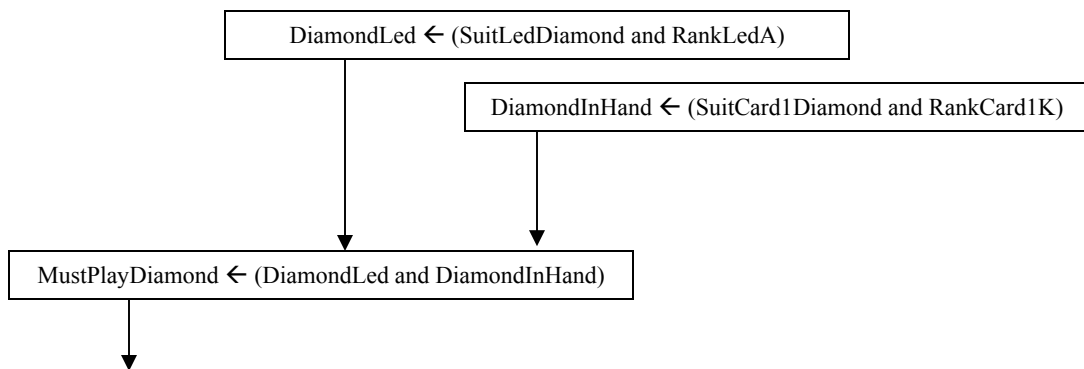 DiamondLed ← (SuitLedDiamond and RankLedA)
DiamondInHand ← (SuitCard1Diamond and RankCard1K)
MustPlayDiamond ← (DiamondLed and DiamondInHand)